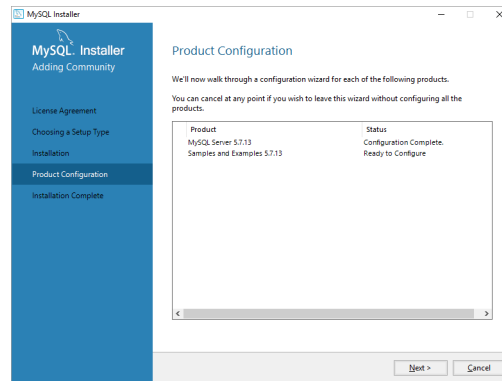 MySQL Installer
MySQL. Installer
Adding Community
License Agreement
Choosing a Setup Type
Installation
Product Configuration
Installation Complete
Product Configuration
We'll now walk through a configuration wizard for each of the following products.
You can cancel at any point if you wish to leave this wizard without configuring all the
products.
Product Status
MySQL Server 5.7.13 Configuration Complete.
Samples and Examples 5.7.13 Ready to Configure
Next > Cancel